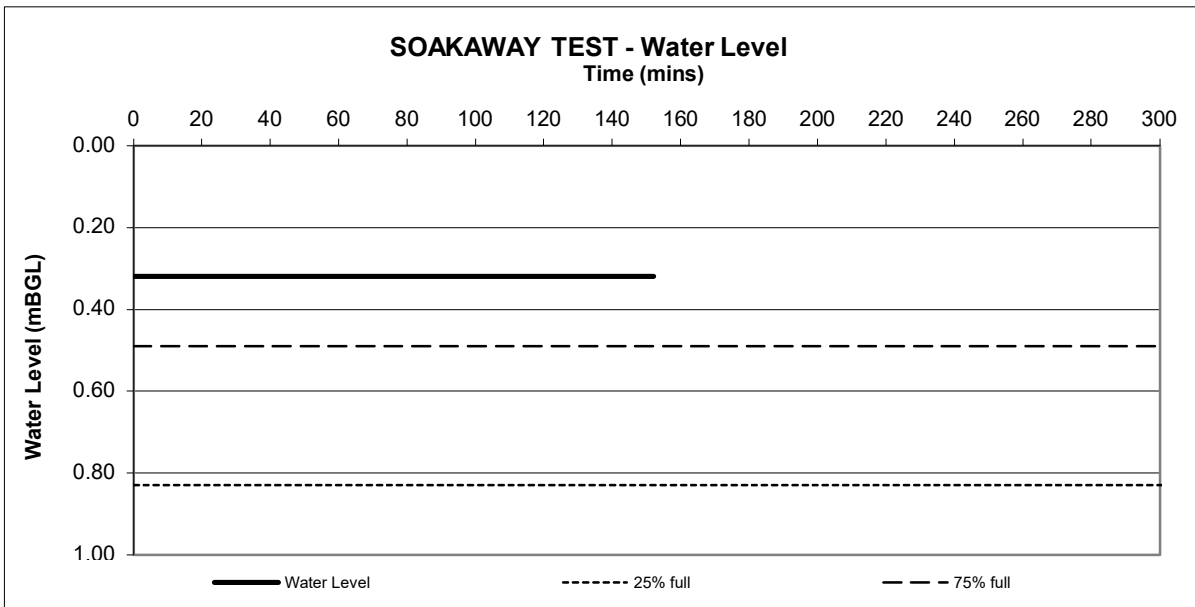 SOAKAWAY TEST - Water Level
Time (mins)
0 20 40 60 80 100 120 140 160 180 200 220 240 260 280 300
0.00
0.20
0.40
0.60
0.80
1.00
Water Level (mBGL)
Water Level 25% full 75% full